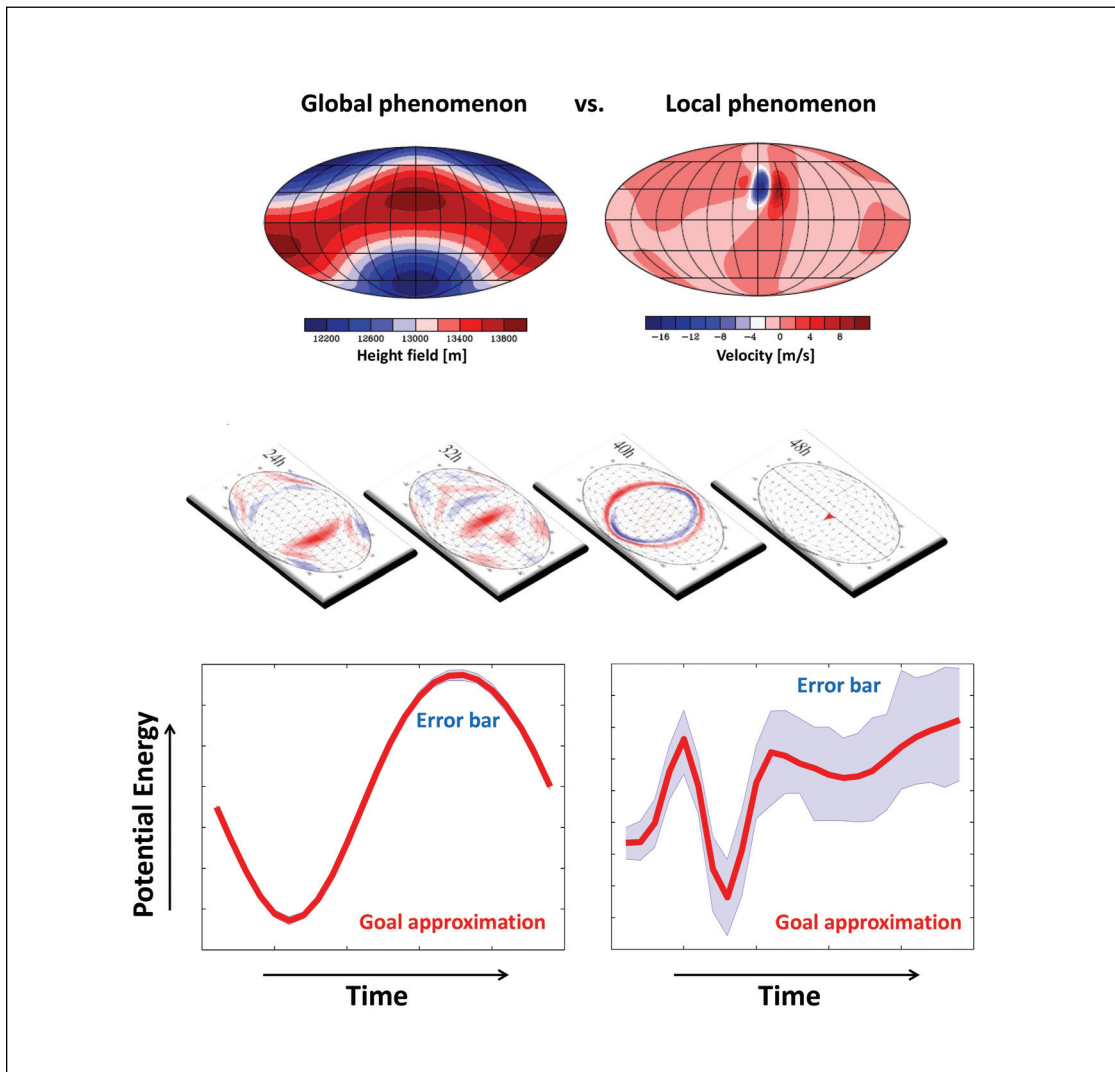 Global phenomenon vs. Local phenomenon
12200 12600 13000 13400 13800
Height field [m]
−16 −12 −8 −4 0 4 8
Velocity [m/s]
24h
32h
40h
48h
Potential Energy
Error bar
Goal approximation
Time
Error bar
Goal approximation
Time